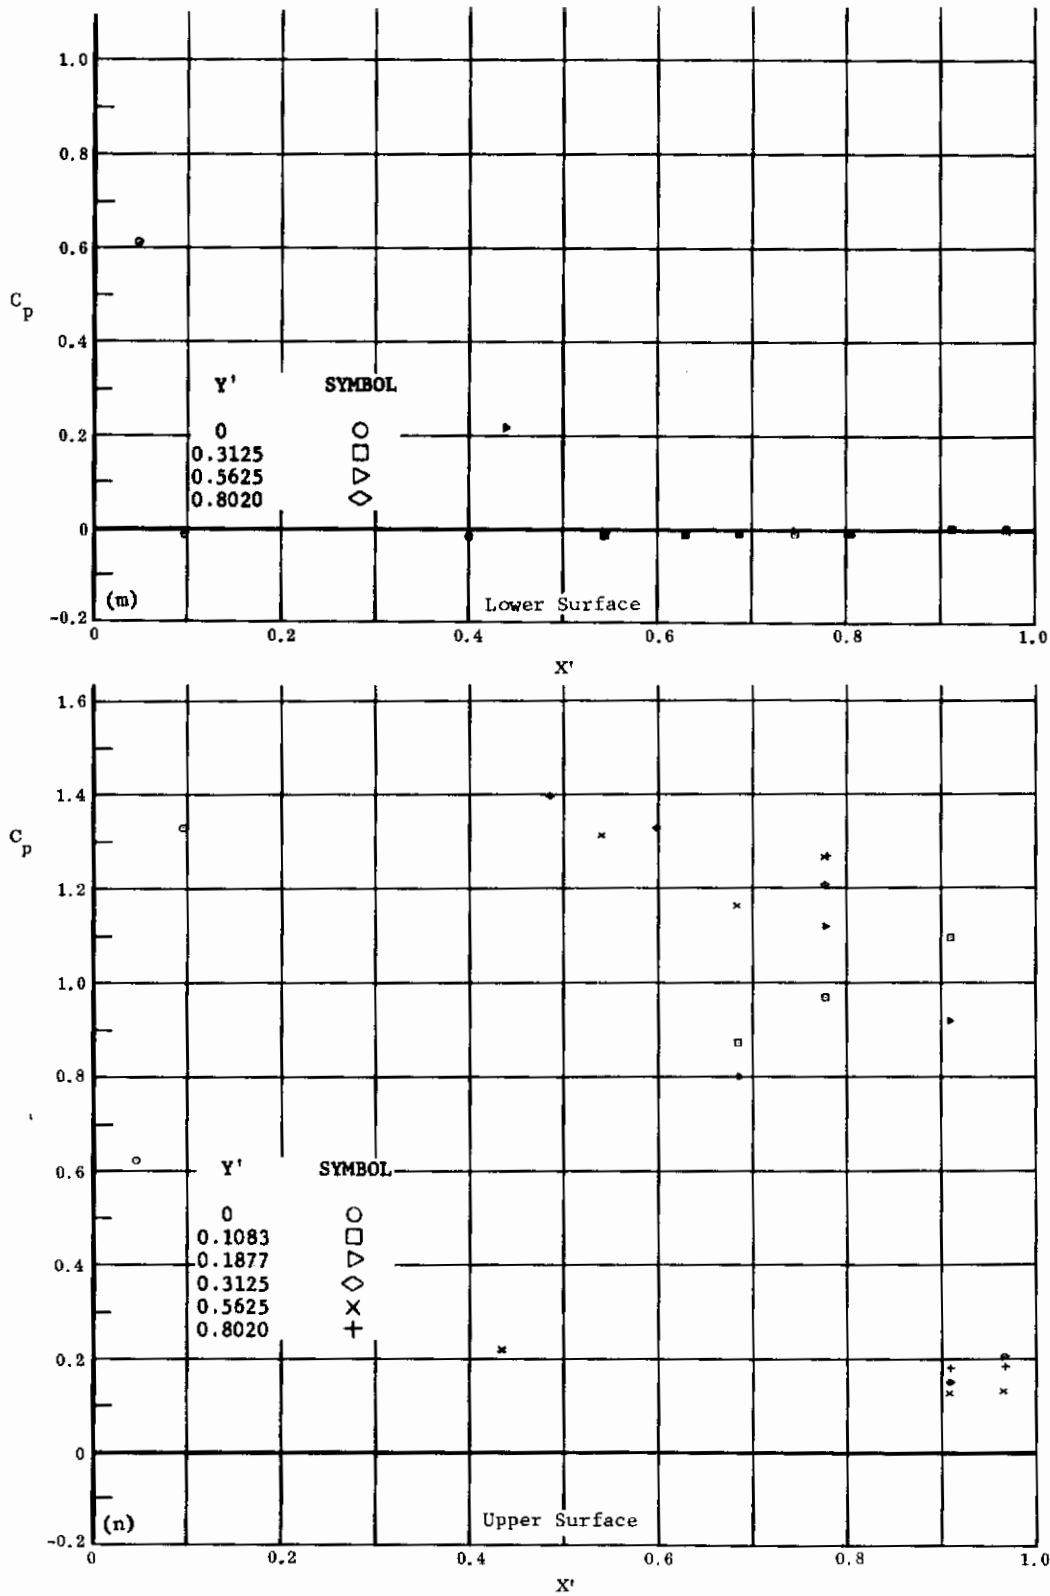 1.0
0.8
0.6
C_p
0.4
Y' SYMBOL
0 ○
0.2
0.3125 □
0.5625 ▷
0.8020 ◇
0
(m)
Lower Surface
-0.2
0 0.2 0.4 0.6 0.8 1.0
X'
1.6
1.4
C_p
1.2
1.0
0.8
0.6
Y' SYMBOL
0 ○
0.1083 □
0.1877 ▷
0.4
0.3125 ◇
0.5625 ×
0.8020 +
0.2
0
(n)
Upper Surface
-0.2
0 0.2 0.4 0.6 0.8 1.0
X'